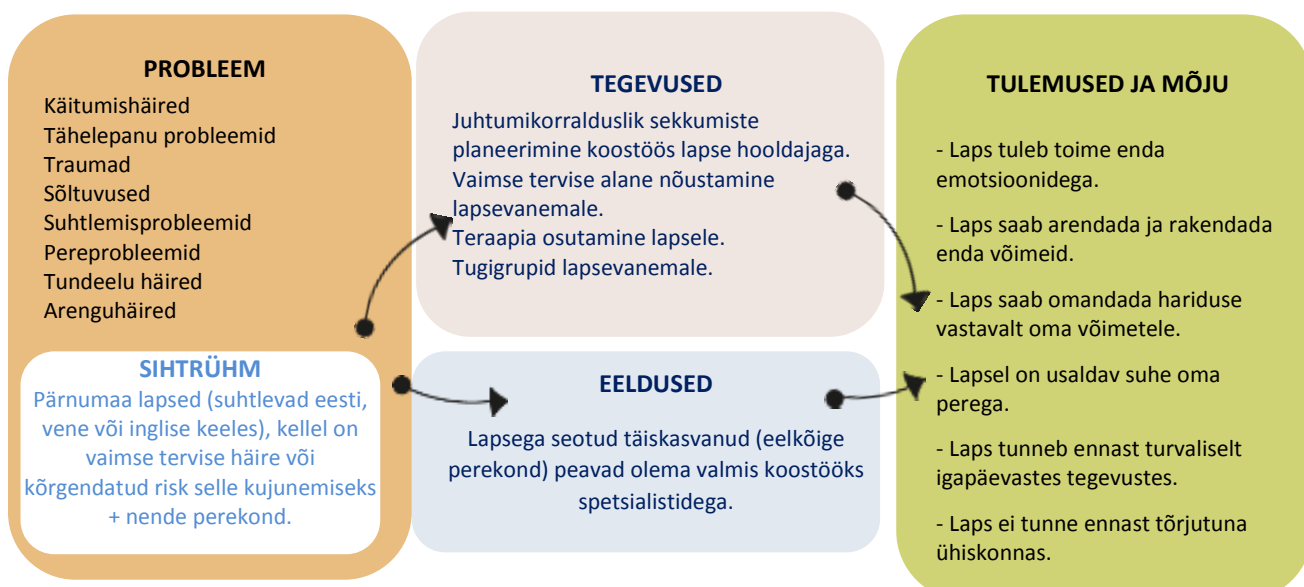 PROBLEEM
Käitumishäired
Tähelepanu probleemid
Traumad
Sõltuvused
Suhtlemisprobleemid
Pereprobleemid
Tundeelu häired
Arenguhäired
SIHTRÜHM
Pärnumaa lapsed (suhtlevad eesti,
vene või inglise keeles), kellel on
vaimse tervise häire või
kõrgendatud risk selle kujunemiseks
+ nende perekond.
TEGEVUSED
Juhtumikorralduslik sekkumiste
planeerimine koostöös lapse hooldajaga.
Vaimse tervise alane nõustamine
lapsevanemale.
Teraapia osutamine lapsele.
Tugigrupid lapsevanemale.
EELDUSED
Lapsega seotud täiskasvanud (eelkõige
perekond) peavad olema valmis koostööks
spetsialistidega.
TULEMUSED JA MÕJU
- Laps tuleb toime enda
emotsioonidega.
- Laps saab arendada ja rakendada
enda võimeid.
- Laps saab omandada hariduse
vastavalt oma võimetele.
- Lapsel on usaldav suhe oma
perega.
- Laps tunneb ennast turvaliselt
igapäevastes tegevustes.
- Laps ei tunne ennast tõrjutuna
ühiskonnas.